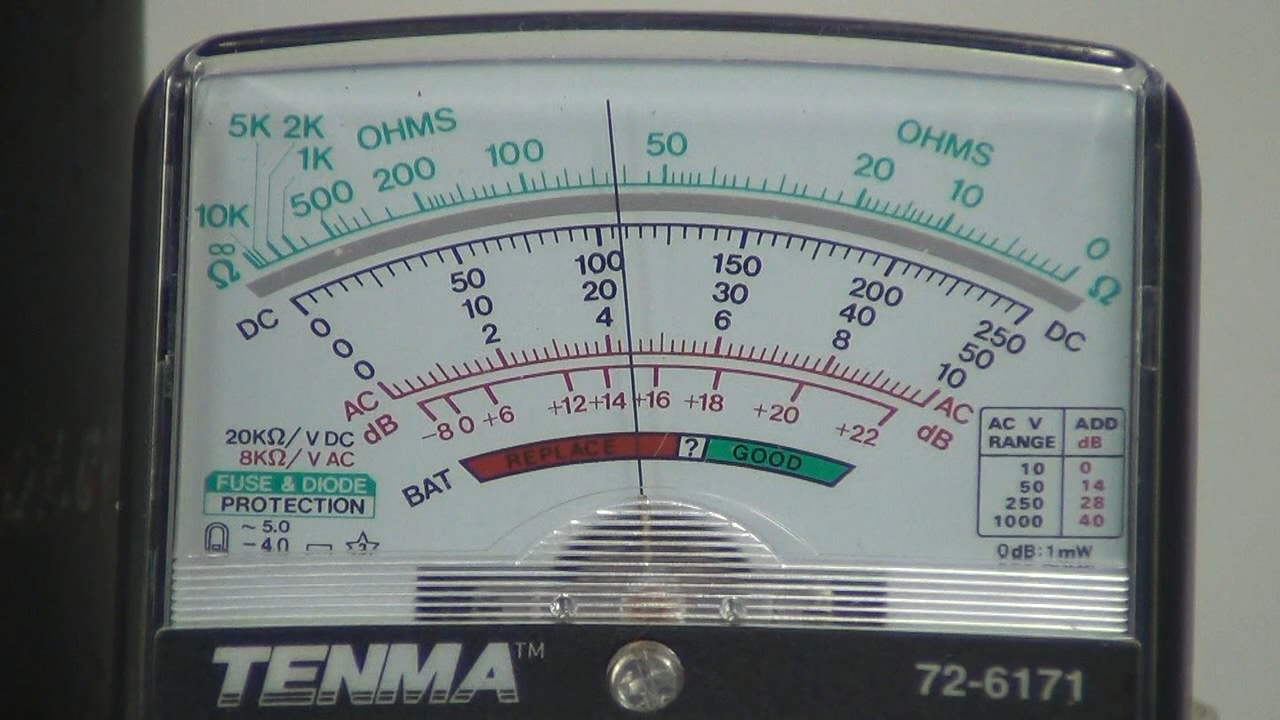 5K 2K OHMS OHMS
1K
10K 500 200 100 50 20 10 0
∞
Ω Ω
DC 0 50 100 150 200 250 DC
0 10 20 30 40 50
0 2 4 6 8 10
AC AC
dB -8 0 +6 +12 +14 +16 +18 +20 +22 dB
BAT REPLACE ? GOOD
20KΩ/V DC
8KΩ/V AC
FUSE & DIODE
PROTECTION
~ 5.0
− 4.0
AC V RANGE ADD dB
10 0
50 14
250 28
1000 40
0dB:1mW
TENMA™
72-6171